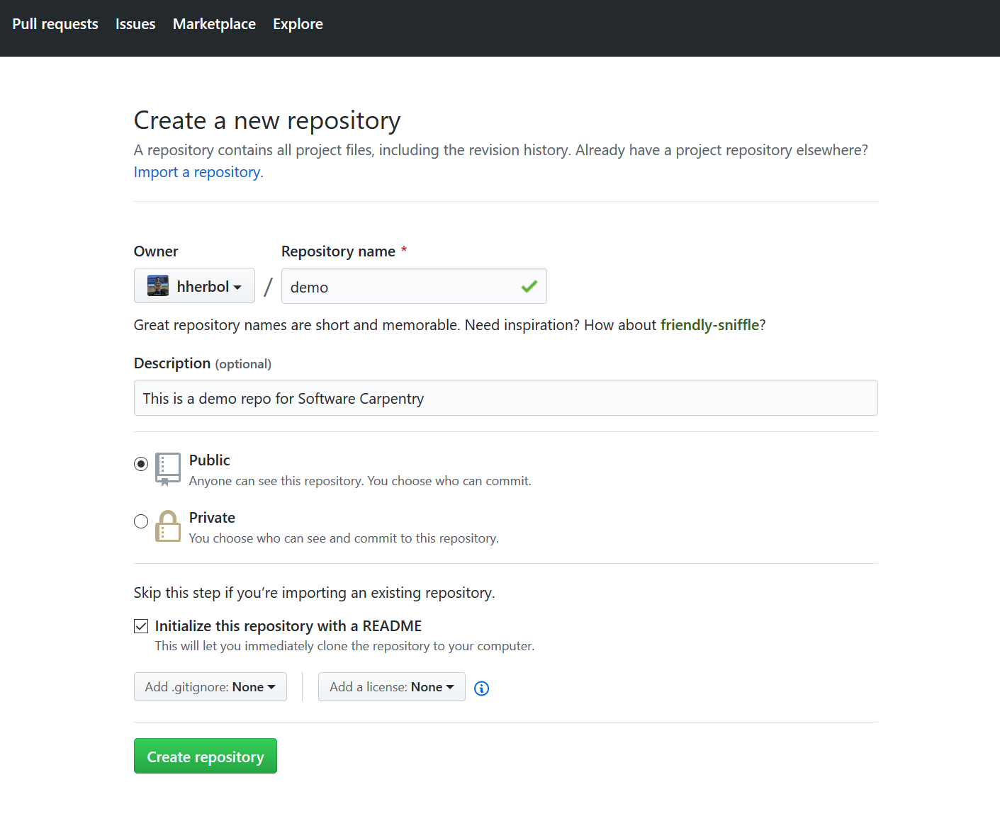 Pull requests Issues Marketplace Explore
Create a new repository
A repository contains all project files, including the revision history. Already have a project repository elsewhere?
Import a repository.
Owner Repository name *
hherbol / demo
Great repository names are short and memorable. Need inspiration? How about friendly-sniffle?
Description (optional)
This is a demo repo for Software Carpentry
Public
Anyone can see this repository. You choose who can commit.
Private
You choose who can see and commit to this repository.
Skip this step if you’re importing an existing repository.
Initialize this repository with a README
This will let you immediately clone the repository to your computer.
Add .gitignore: None Add a license: None
Create repository